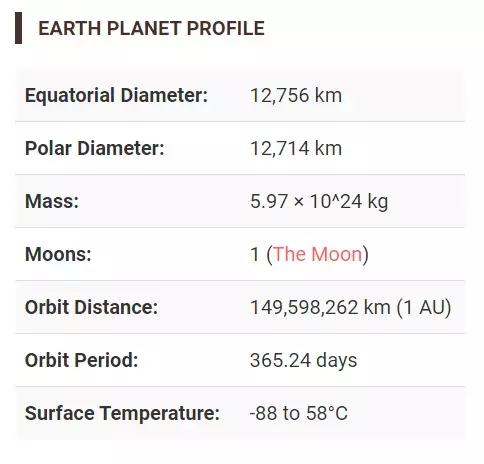 EARTH PLANET PROFILE
Equatorial Diameter: 12,756 km
Polar Diameter: 12,714 km
Mass: 5.97 × 10^24 kg
Moons: 1 (The Moon)
Orbit Distance: 149,598,262 km (1 AU)
Orbit Period: 365.24 days
Surface Temperature: -88 to 58°C